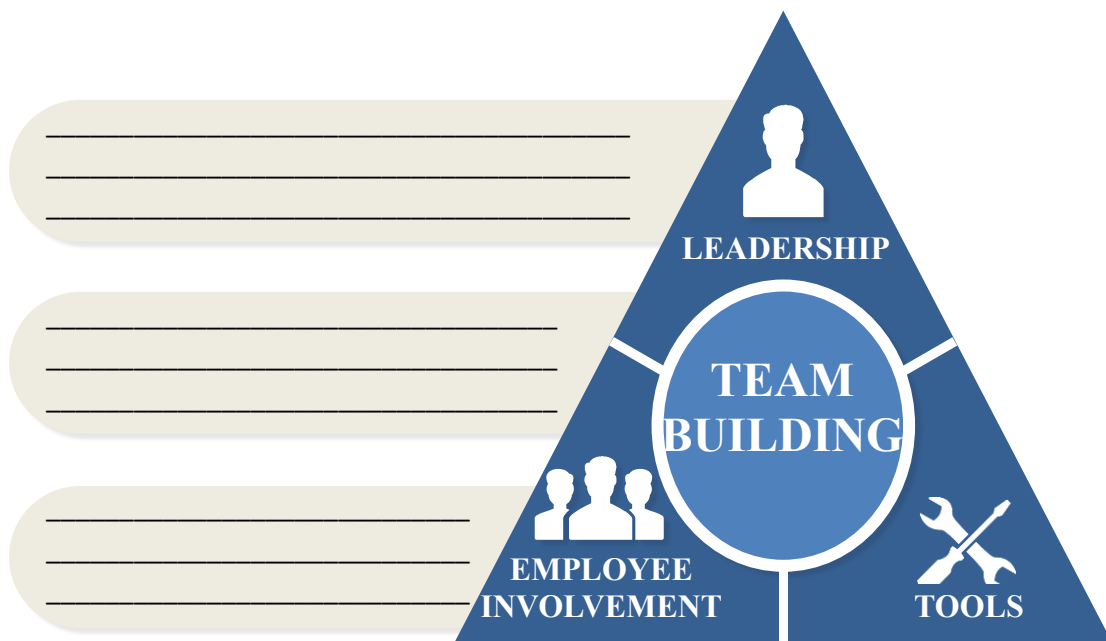 LEADERSHIP
TEAM
BUILDING
EMPLOYEE
INVOLVEMENT
TOOLS